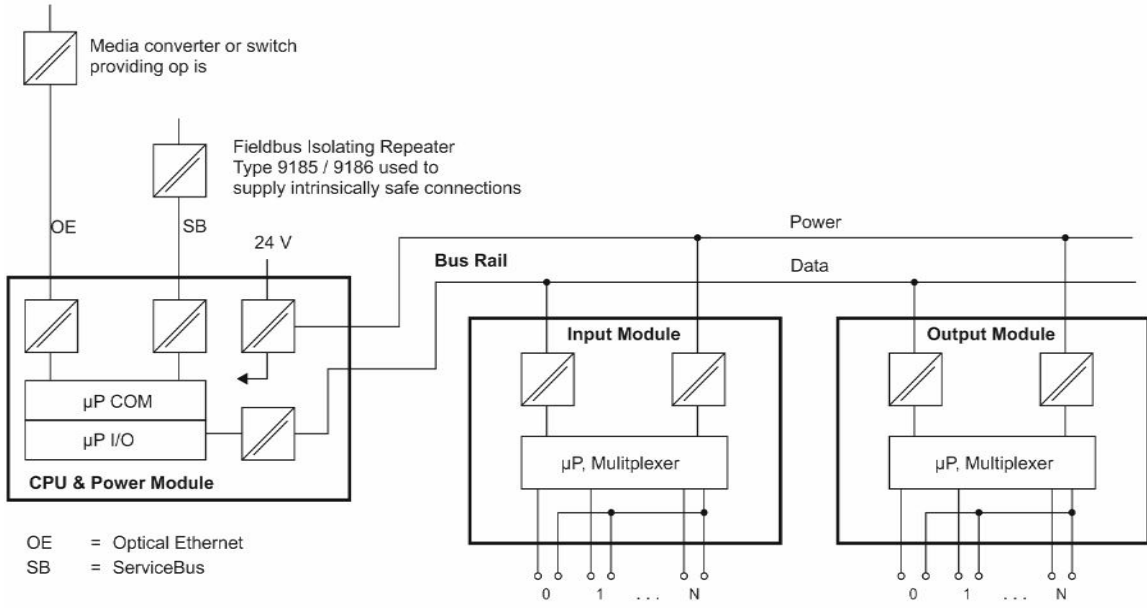 Media converter or switch
providing op is
Fieldbus Isolating Repeater
Type 9185 / 9186 used to
supply intrinsically safe connections
OE
SB
24 V
Power
Bus Rail
Data
Input Module
Output Module
µP COM
µP I/O
µP, Mulitplexer
µP, Multiplexer
CPU & Power Module
OE = Optical Ethernet
SB = ServiceBus
0 1 . . . N
0 1 . . . N